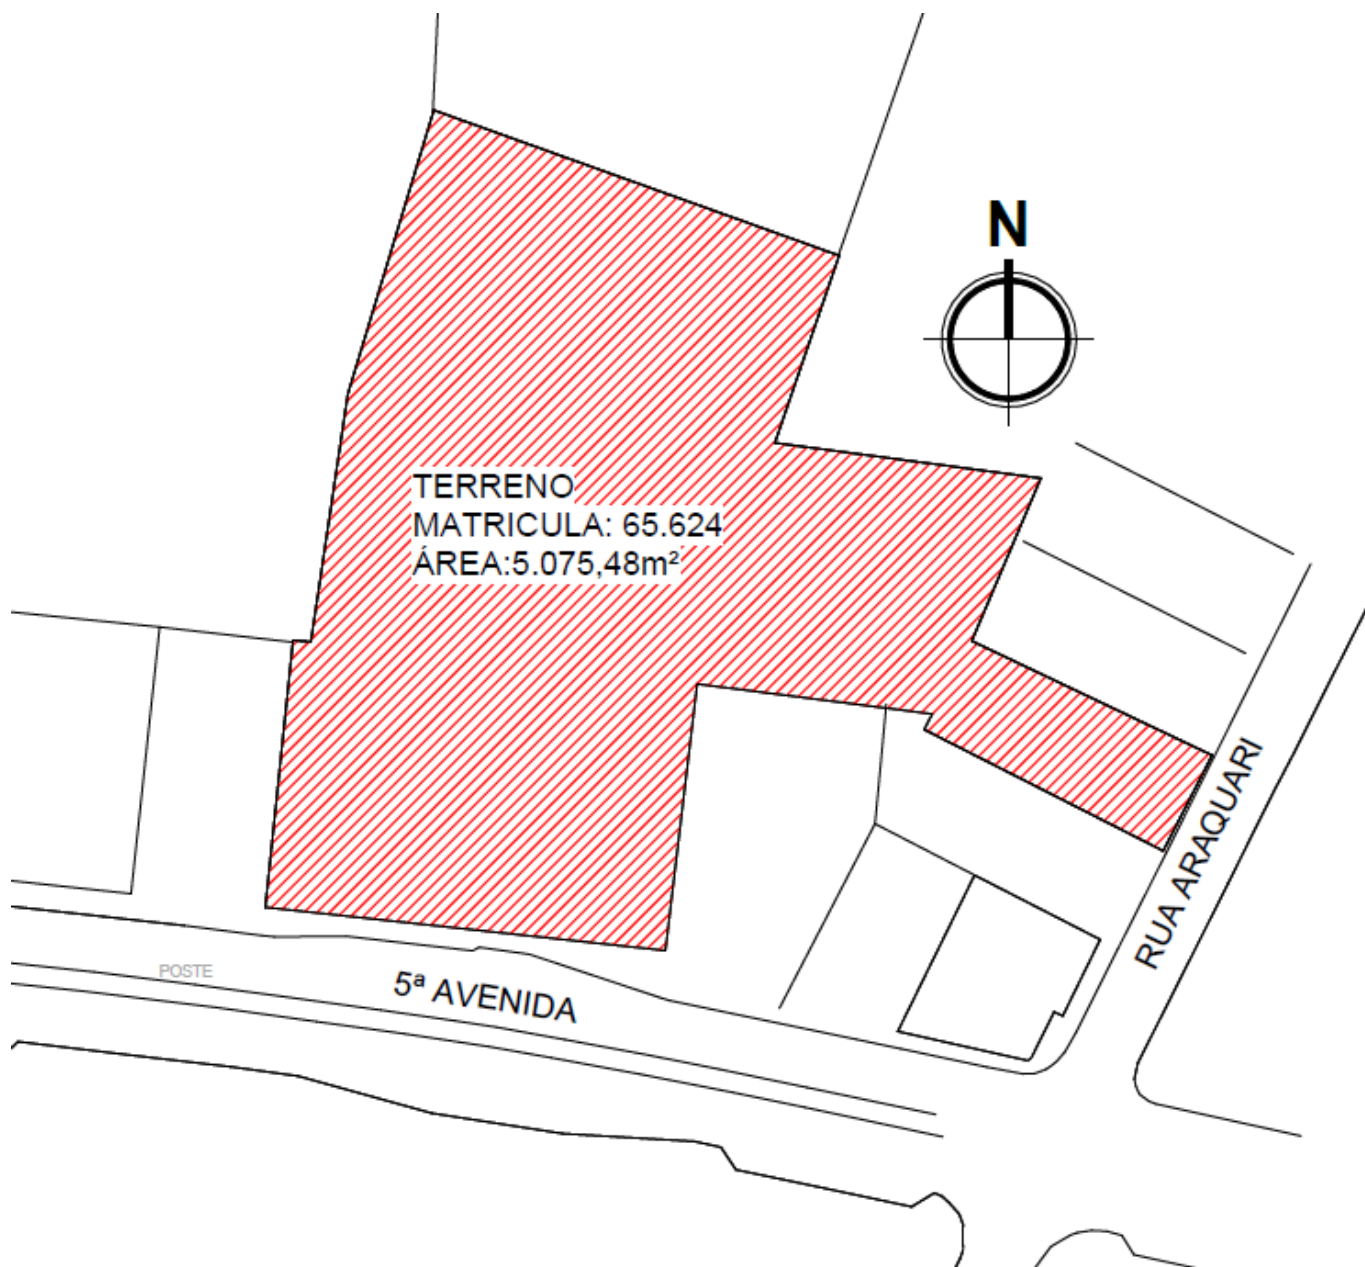 N
TERRENO
MATRICULA: 65.624
ÁREA:5.075,48m²
RUA ARAQUARI
POSTE
5ª AVENIDA